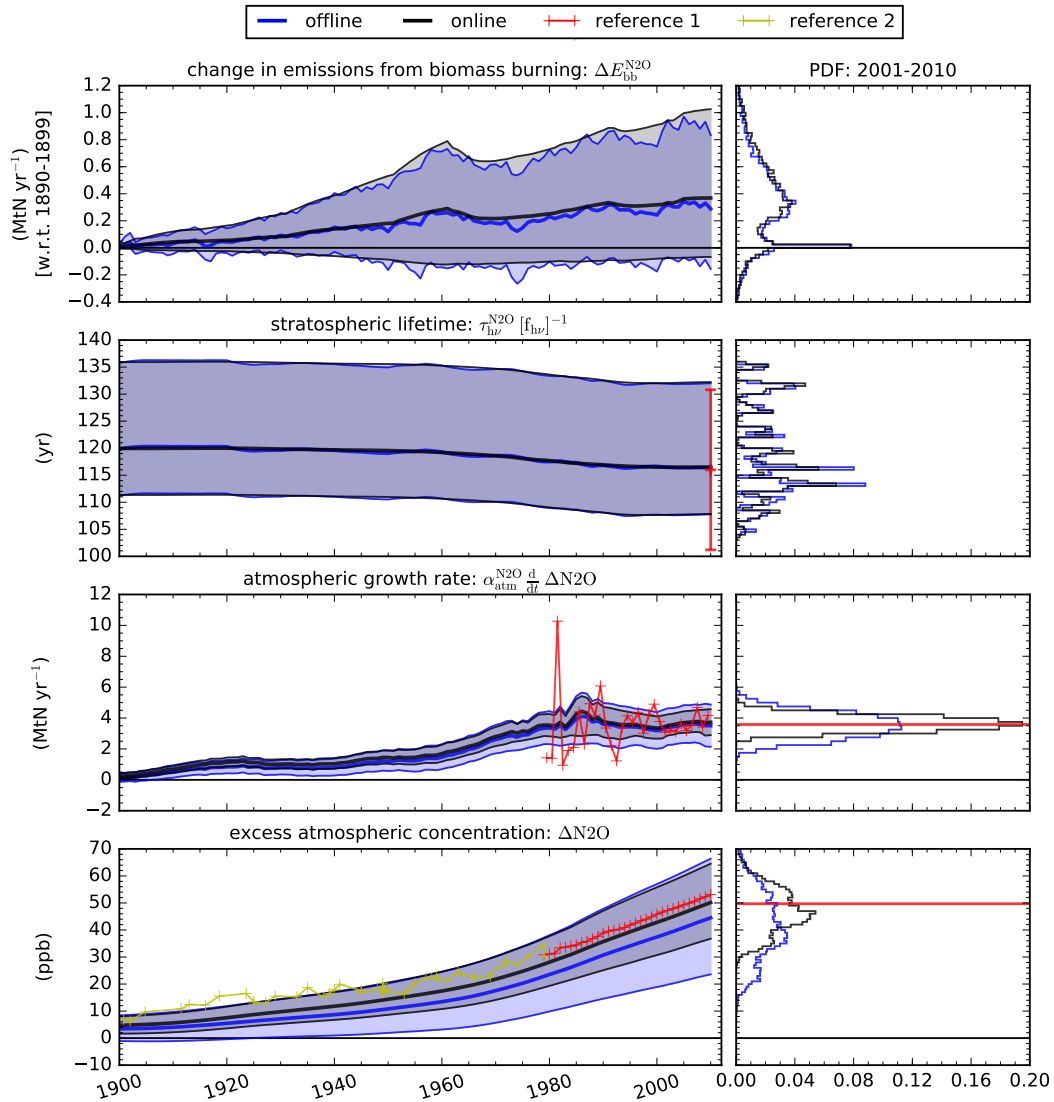 offline online reference 1 reference 2
change in emissions from biomass burning: ΔE_bb^N2O
PDF: 2001-2010
(MtN yr⁻¹)
[w.r.t. 1890-1899]
1.2
1.0
0.8
0.6
0.4
0.2
0.0
−0.2
−0.4
stratospheric lifetime: τ_hν^N2O [f_hν]⁻¹
(yr)
140
135
130
125
120
115
110
105
100
atmospheric growth rate: α_atm^N2O d/dt ΔN2O
(MtN yr⁻¹)
12
10
8
6
4
2
0
−2
excess atmospheric concentration: ΔN2O
(ppb)
70
60
50
40
30
20
10
0
−10
1900 1920 1940 1960 1980 2000
0.00 0.04 0.08 0.12 0.16 0.20